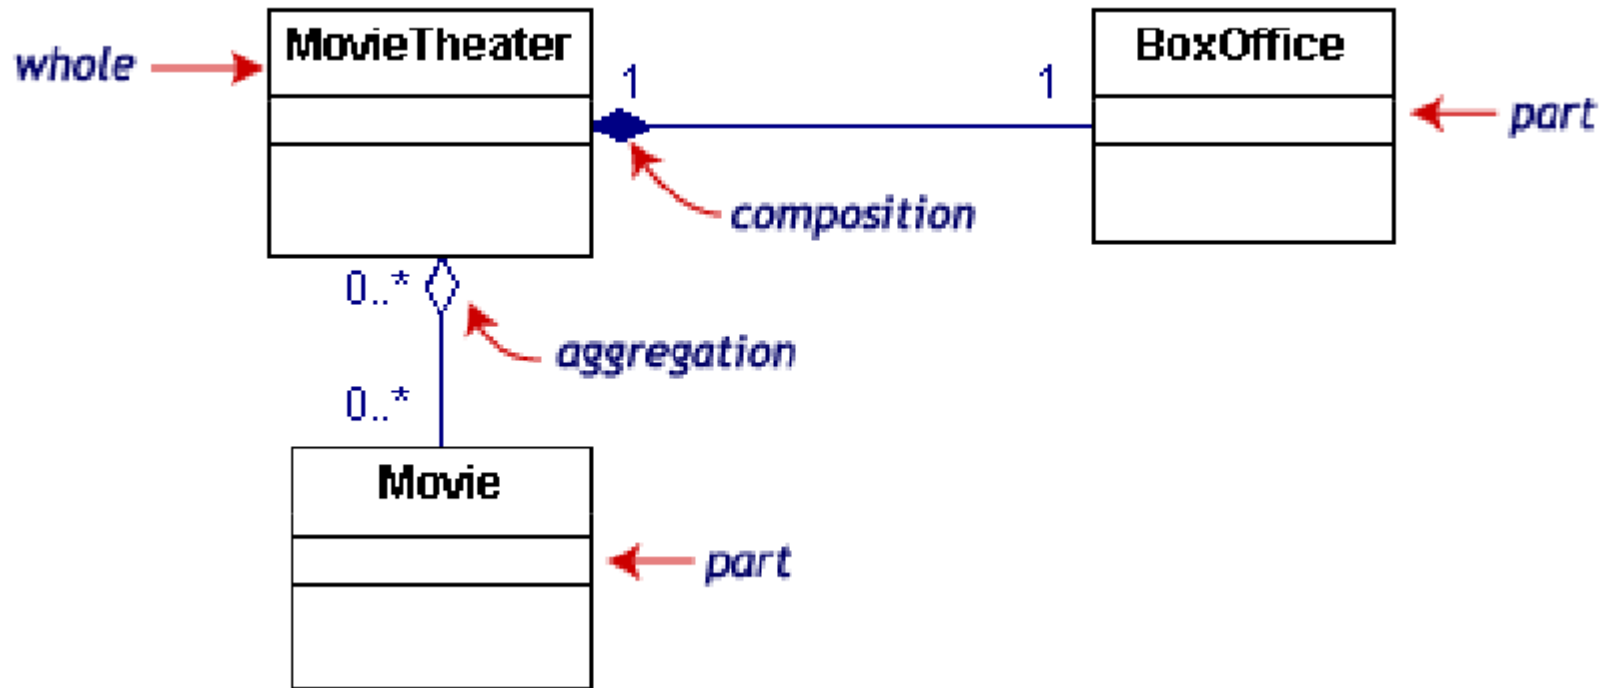 MovieTheater
BoxOffice
whole
1
1
part
composition
0..*
aggregation
0..*
Movie
part